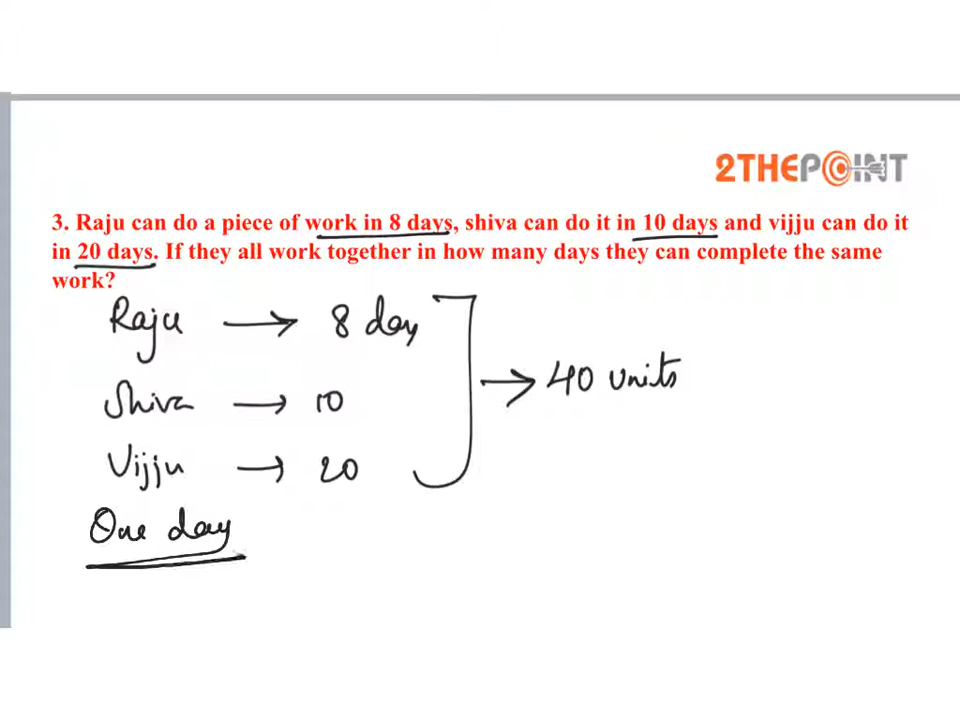 2THEPOINT
3. Raju can do a piece of work in 8 days, shiva can do it in 10 days and vijju can do it
in 20 days. If they all work together in how many days they can complete the same
work?
Raju → 8 day
Shiva → 10
→ 40 units
Vijju → 20
One day